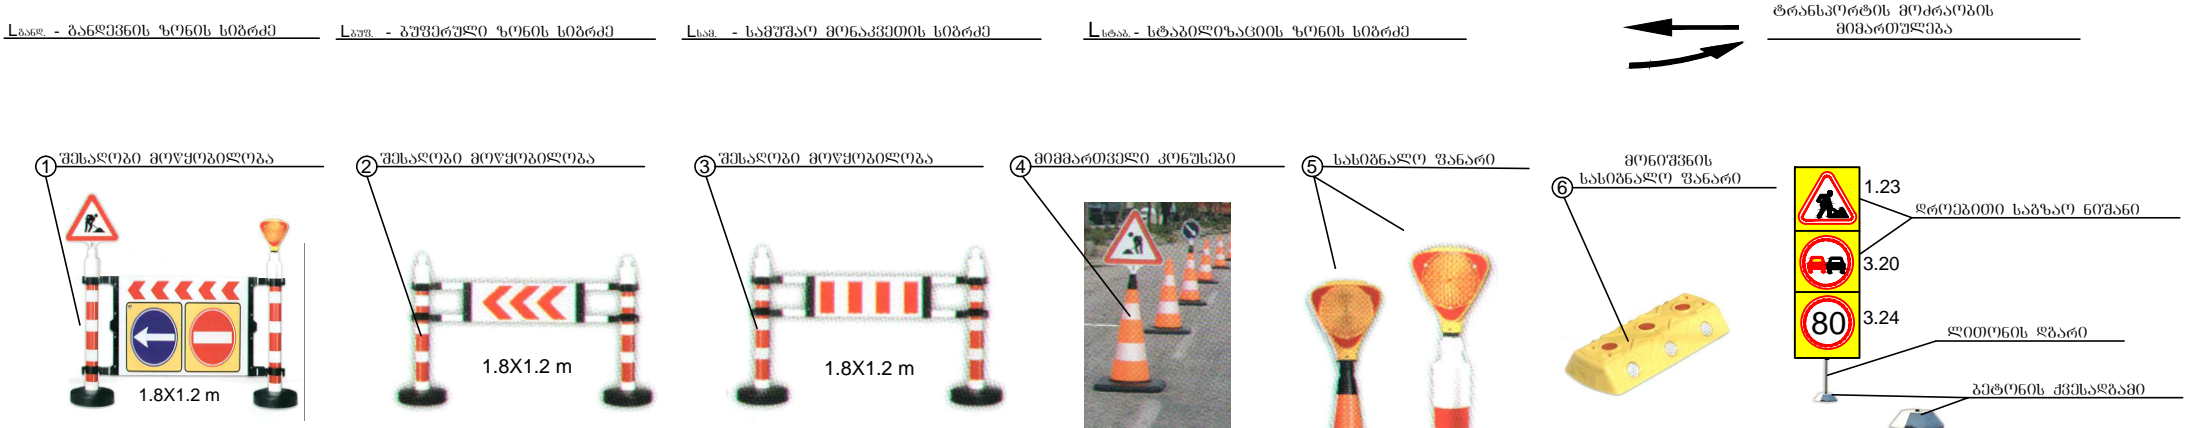 Lგანდ. - განდევნის ზონის სიგრძე
Lბუფ. - ბუფერული ზონის სიგრძე
Lსამ. - სამუშაო მონაკვეთის სიგრძე
Lსტაბ. - სტაბილიზაციის ზონის სიგრძე
ტრანსპორტის მოძრაობის
მიმართულება
1 შესაღობი მოწყობილობა
1.8X1.2 m
2 შესაღობი მოწყობილობა
1.8X1.2 m
3 შესაღობი მოწყობილობა
1.8X1.2 m
4 მიმმართველი კონუსები
5 სასიგნალო ფანარი
6 მონიშვნის
სასიგნალო ფანარი
1.23
დროებითი საგზაო ნიშანი
3.20
80
3.24
ლითონის დგარი
ბეტონის ქვესადგამი